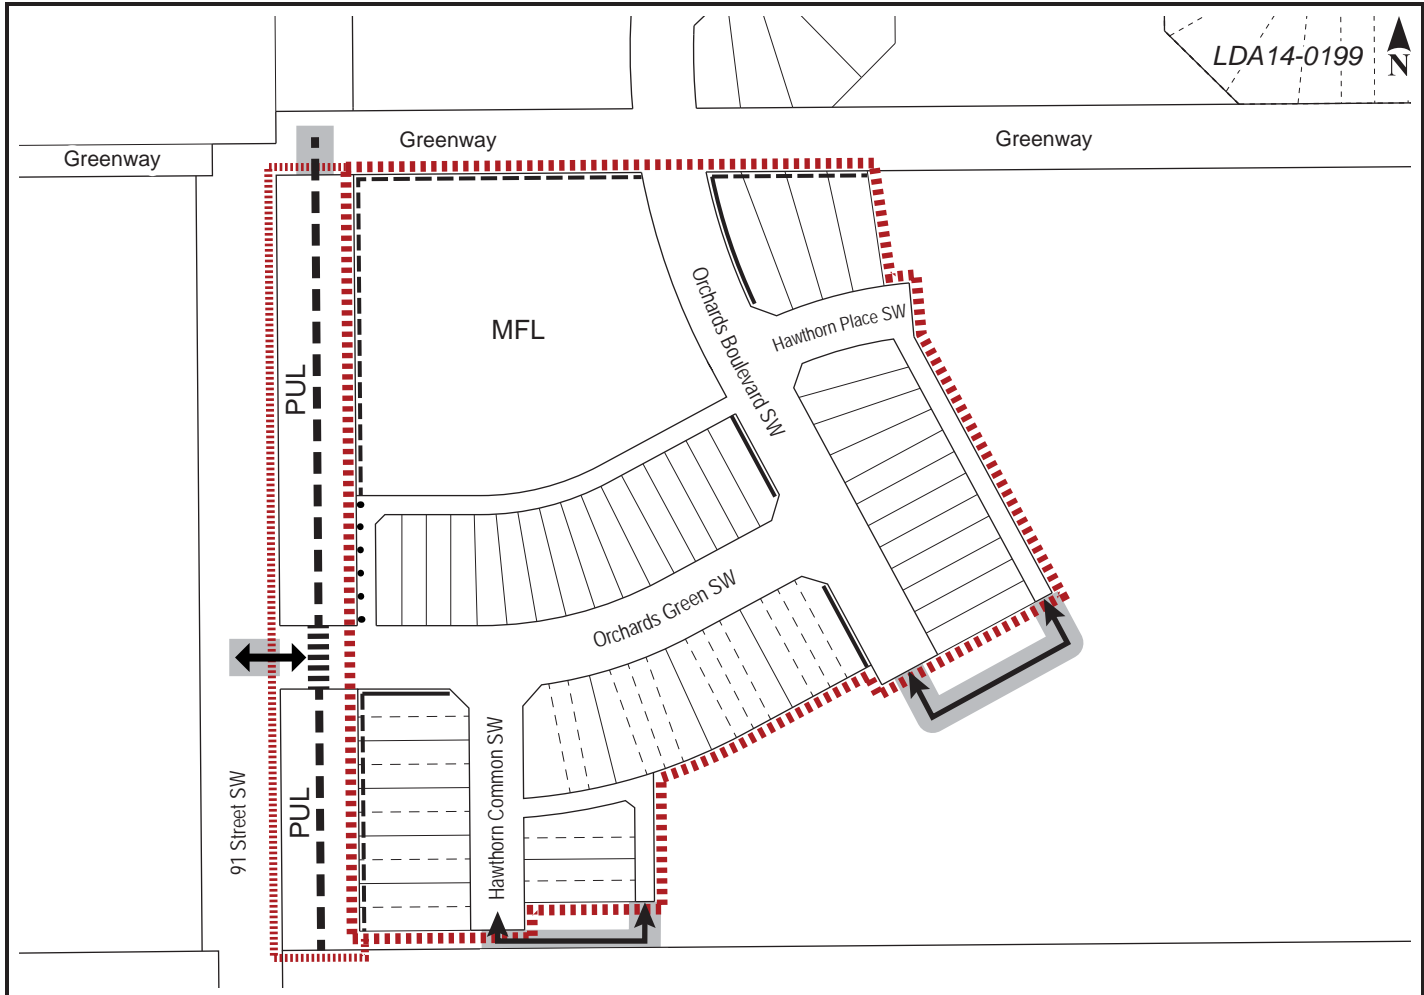 LDA14-0199
N
Greenway
Greenway
Greenway
MFL
PUL
Orchards Boulevard SW
Hawthorn Place SW
Orchards Green SW
Hawthorn Common SW
PUL
91 Street SW